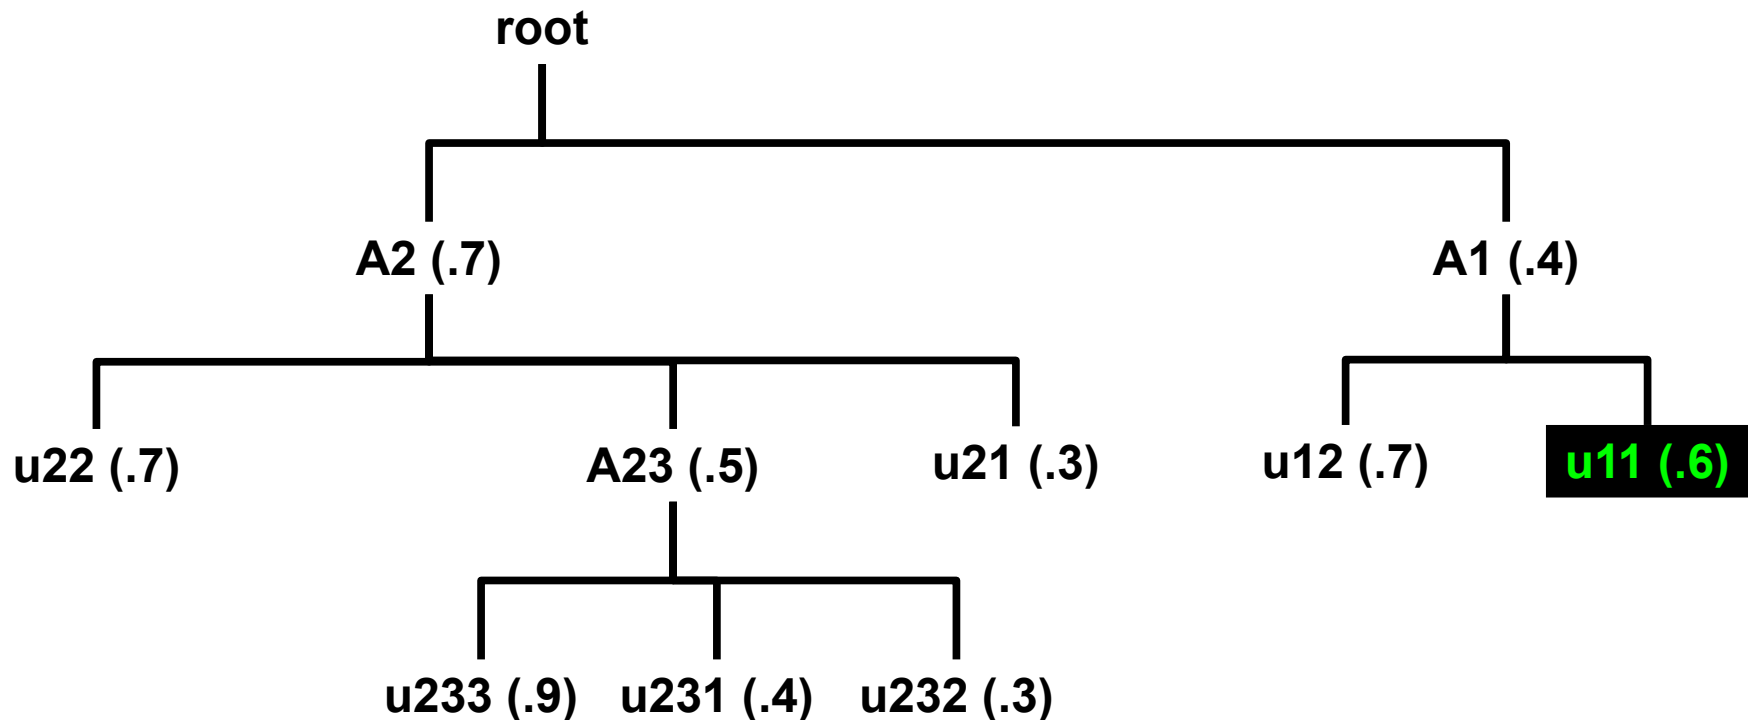 root
A2 (.7)
A1 (.4)
u22 (.7)
A23 (.5)
u21 (.3)
u12 (.7)
u11 (.6)
u233 (.9)
u231 (.4)
u232 (.3)